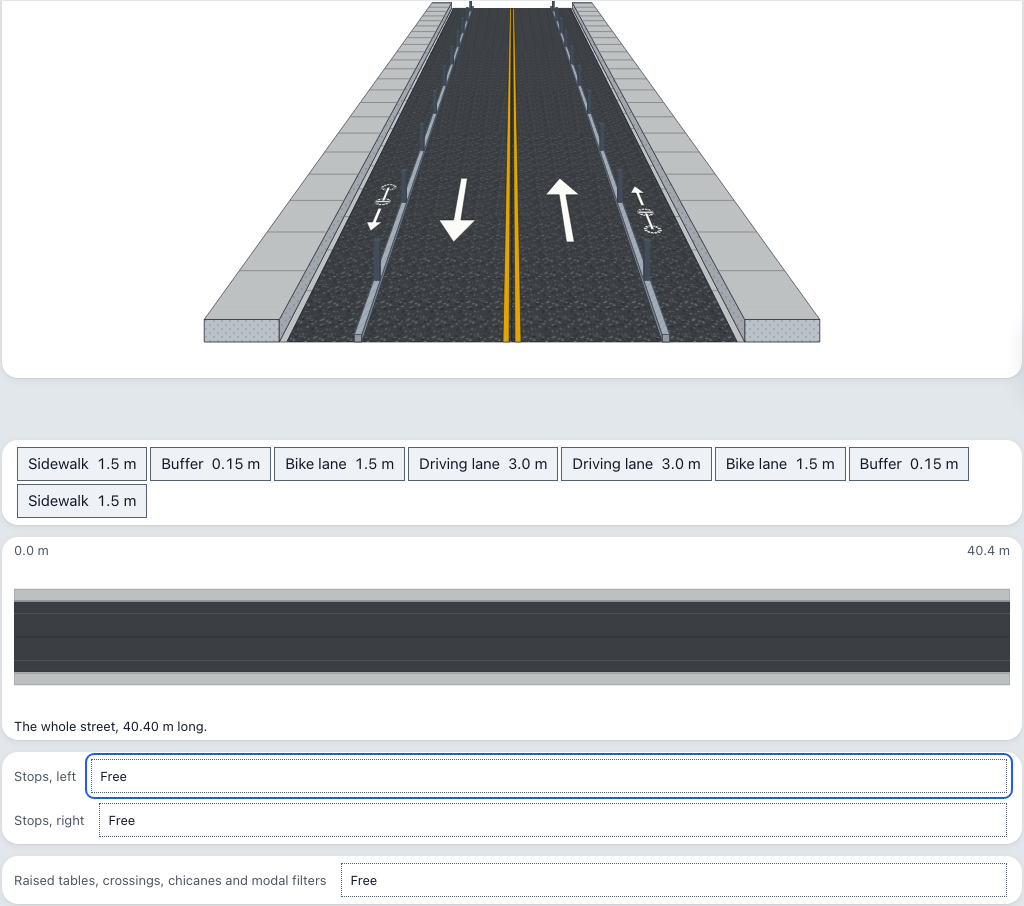 Sidewalk 1.5 m Buffer 0.15 m Bike lane 1.5 m Driving lane 3.0 m Driving lane 3.0 m Bike lane 1.5 m Buffer 0.15 m
Sidewalk 1.5 m
0.0 m 40.4 m
The whole street, 40.40 m long.
Stops, left Free
Stops, right Free
Raised tables, crossings, chicanes and modal filters Free